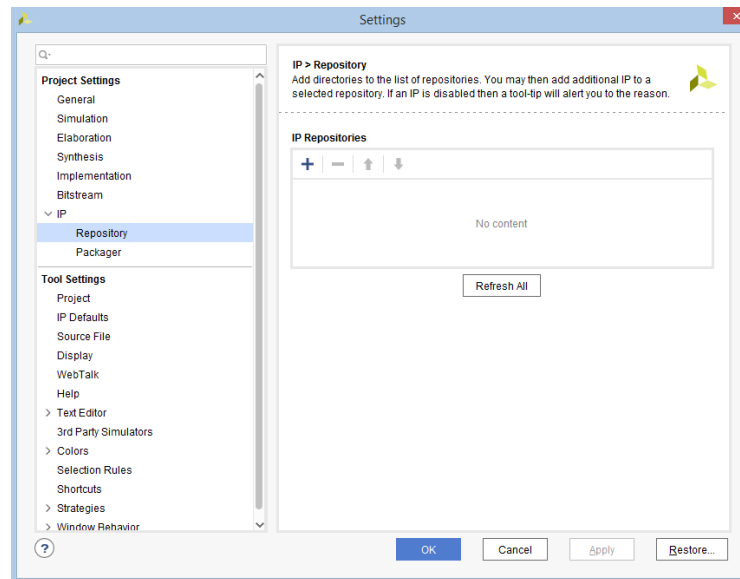 Settings
Q-
Project Settings
General
Simulation
Elaboration
Synthesis
Implementation
Bitstream
IP
Repository
Packager
Tool Settings
Project
IP Defaults
Source File
Display
WebTalk
Help
Text Editor
3rd Party Simulators
Colors
Selection Rules
Shortcuts
Strategies
Window Behavior
IP > Repository
Add directories to the list of repositories. You may then add additional IP to a
selected repository. If an IP is disabled then a tool-tip will alert you to the reason.
IP Repositories
No content
Refresh All
?
OK
Cancel
Apply
Restore...